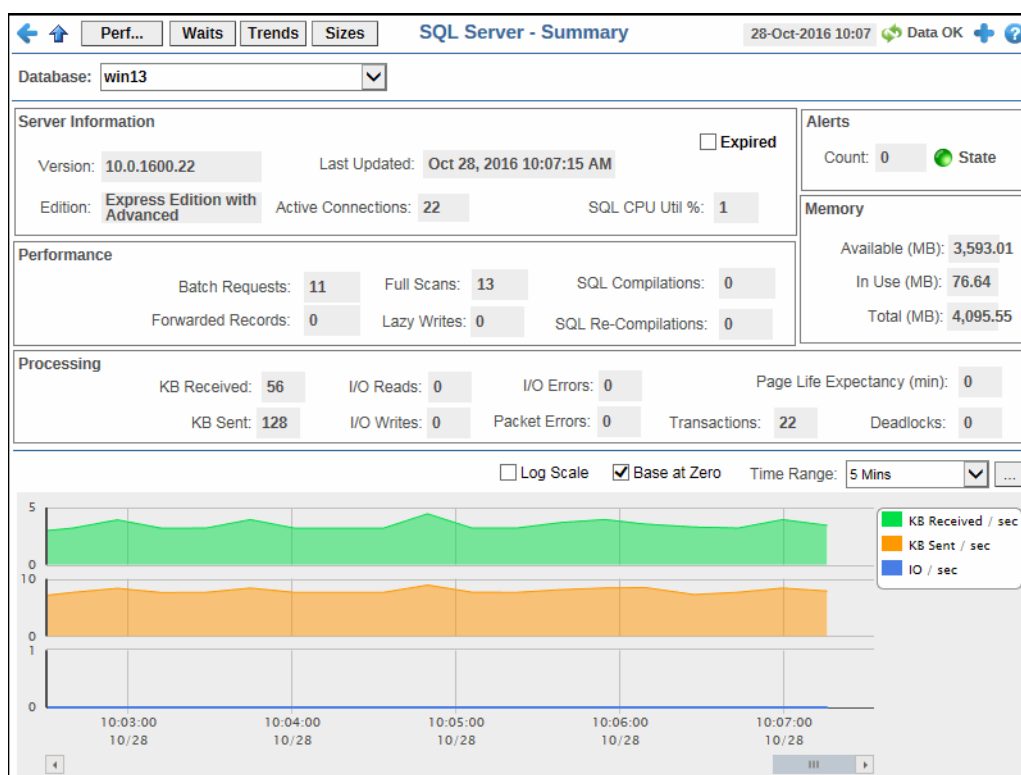 Perf... Waits Trends Sizes SQL Server - Summary 28-Oct-2016 10:07 Data OK
Database: win13
Server Information
Expired
Version: 10.0.1600.22 Last Updated: Oct 28, 2016 10:07:15 AM
Edition: Express Edition with Advanced Active Connections: 22 SQL CPU Util %: 1
Alerts
Count: 0 State
Memory
Available (MB): 3,593.01
In Use (MB): 76.64
Total (MB): 4,095.55
Performance
Batch Requests: 11 Full Scans: 13 SQL Compilations: 0
Forwarded Records: 0 Lazy Writes: 0 SQL Re-Compilations: 0
Processing
KB Received: 56 I/O Reads: 0 I/O Errors: 0 Page Life Expectancy (min): 0
KB Sent: 128 I/O Writes: 0 Packet Errors: 0 Transactions: 22 Deadlocks: 0
Log Scale Base at Zero Time Range: 5 Mins ...
5
0
10
0
1
0
KB Received / sec
KB Sent / sec
IO / sec
10:03:00 10:04:00 10:05:00 10:06:00 10:07:00
10/28 10/28 10/28 10/28 10/28